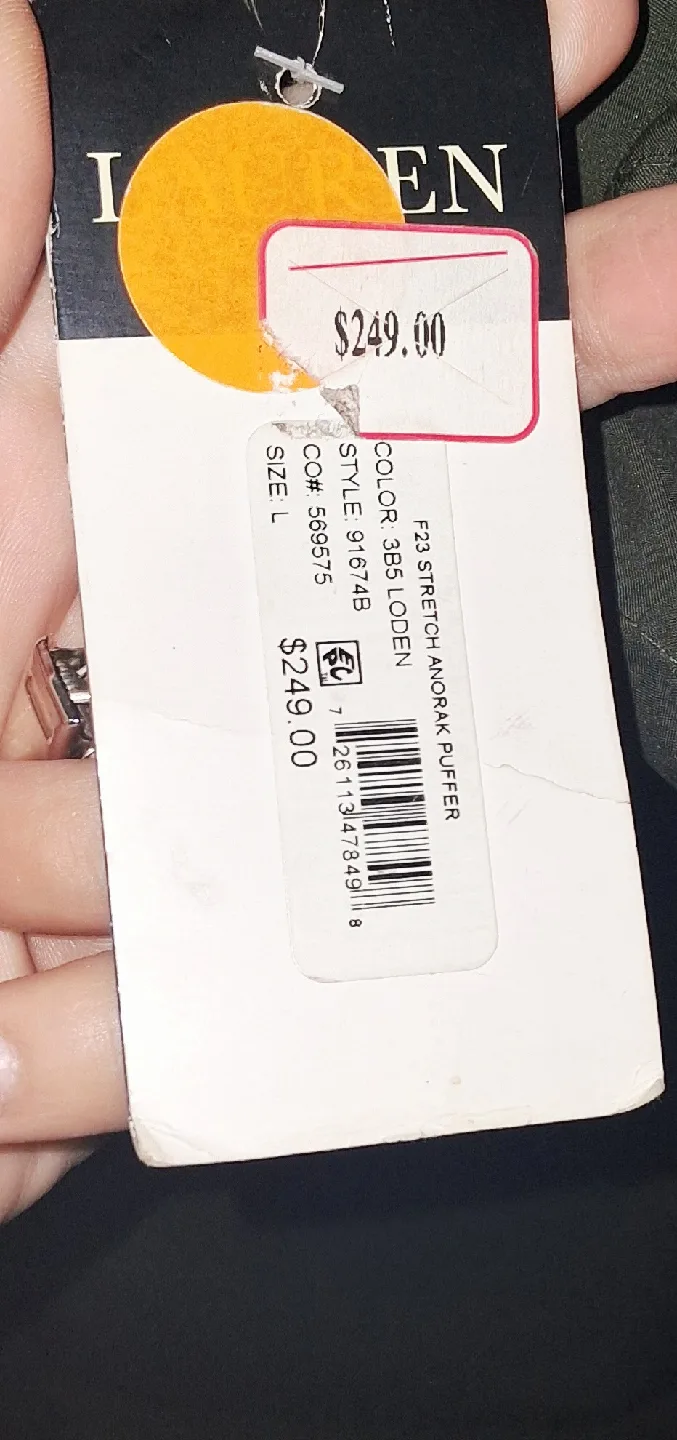 LAUREN
$249.00
F23 STRETCH ANORAK PUFFER
COLOR: 3B5 LODEN
STYLE: 91674B
CO#: 569575
SIZE: L
7 26113 47849 8
$249.00